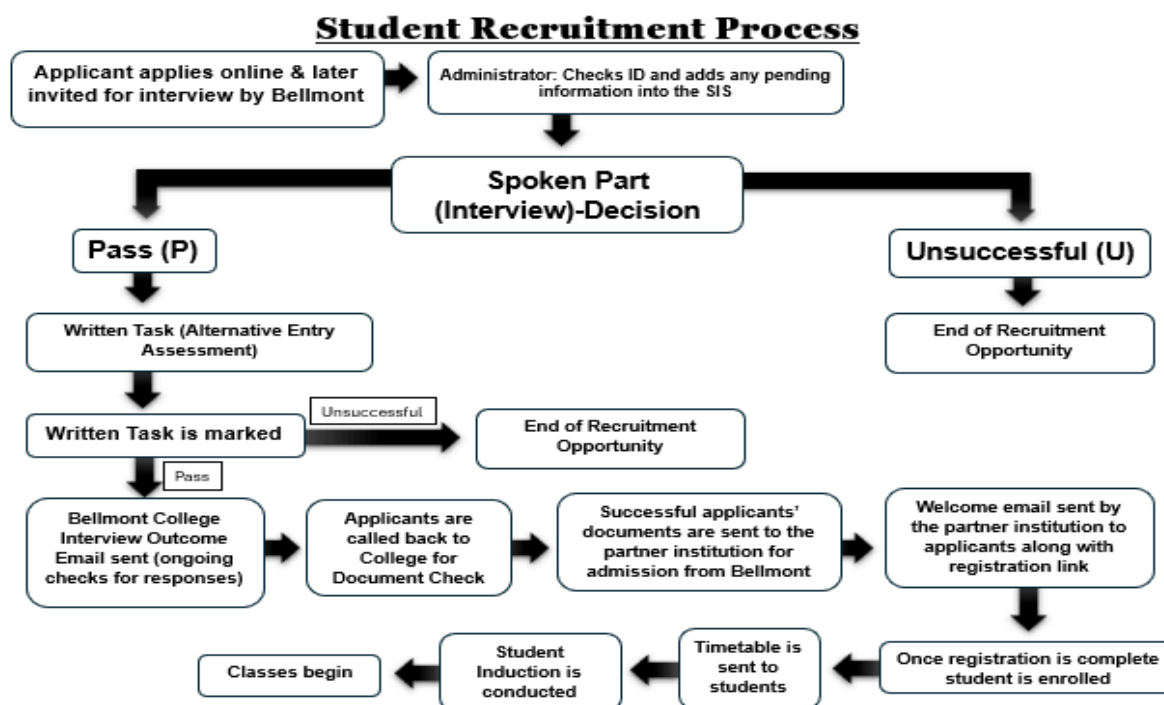 Student Recruitment Process
Applicant applies online & later
invited for interview by Bellmont
Administrator: Checks ID and adds any pending
information into the SIS
Spoken Part
(Interview)-Decision
Pass (P)
Unsuccessful (U)
Written Task (Alternative Entry
Assessment)
End of Recruitment
Opportunity
Written Task is marked
Unsuccessful
End of Recruitment
Opportunity
Pass
Bellmont College
Interview Outcome
Email sent (ongoing
checks for responses)
Applicants are
called back to
College for
Document Check
Successful applicants'
documents are sent to the
partner institution for
admission from Bellmont
Welcome email sent by
the partner institution to
applicants along with
registration link
Once registration is complete
student is enrolled
Timetable is
sent to
students
Student
Induction is
conducted
Classes begin